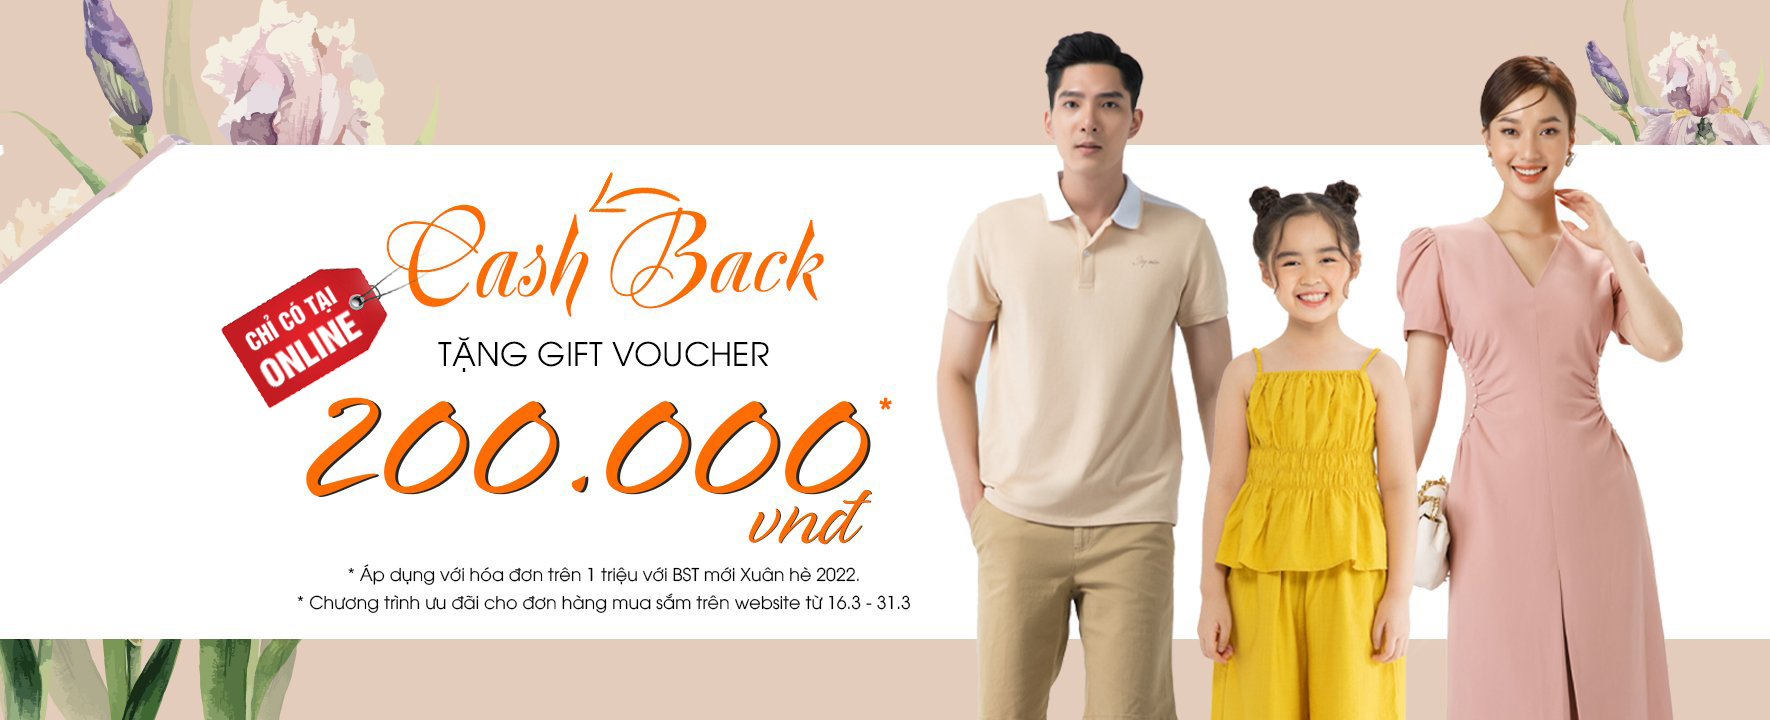 Cash Back
CHỈ CÓ TẠI
ONLINE
TẶNG GIFT VOUCHER
200.000*
vnđ
* Áp dụng với hóa đơn trên 1 triệu với BST mới Xuân hè 2022.
* Chương trình ưu đãi cho đơn hàng mua sắm trên website từ 16.3 - 31.3